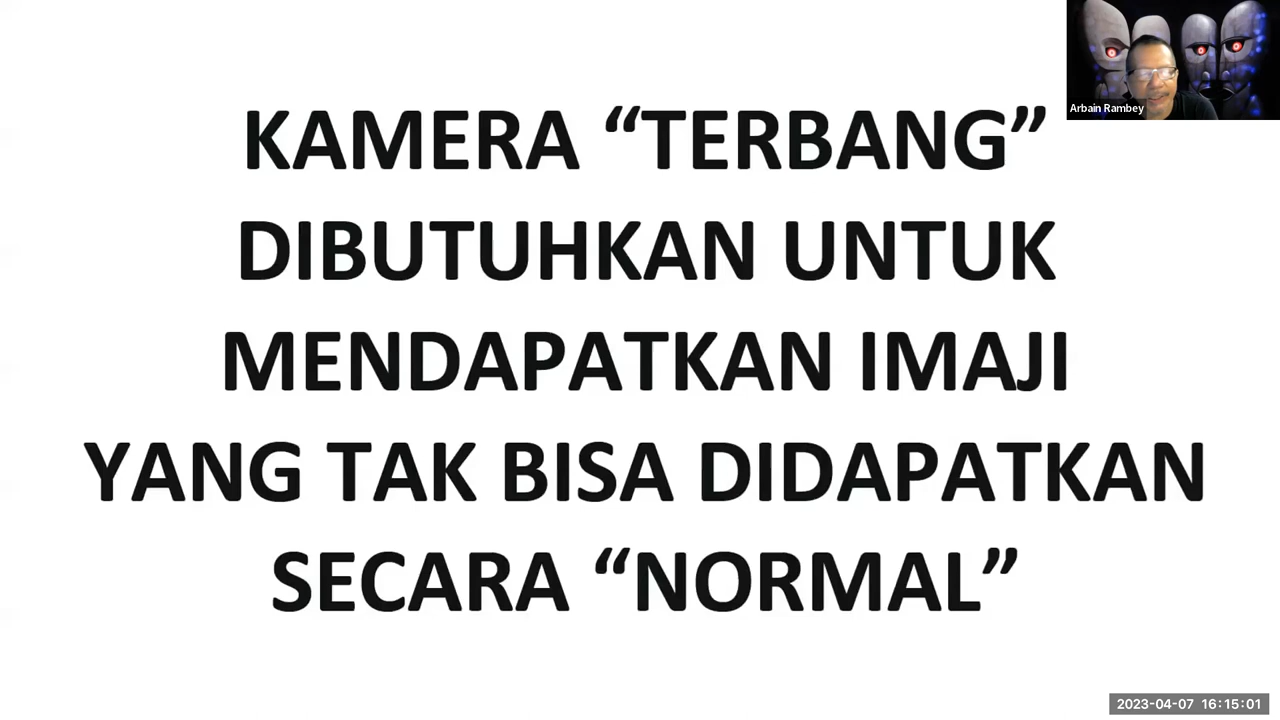 KAMERA “TERBANG”
DIBUTUHKAN UNTUK
MENDAPATKAN IMAJI
YANG TAK BISA DIDAPATKAN
SECARA “NORMAL”
Arbain Rambey
2023-04-07 16:15:01